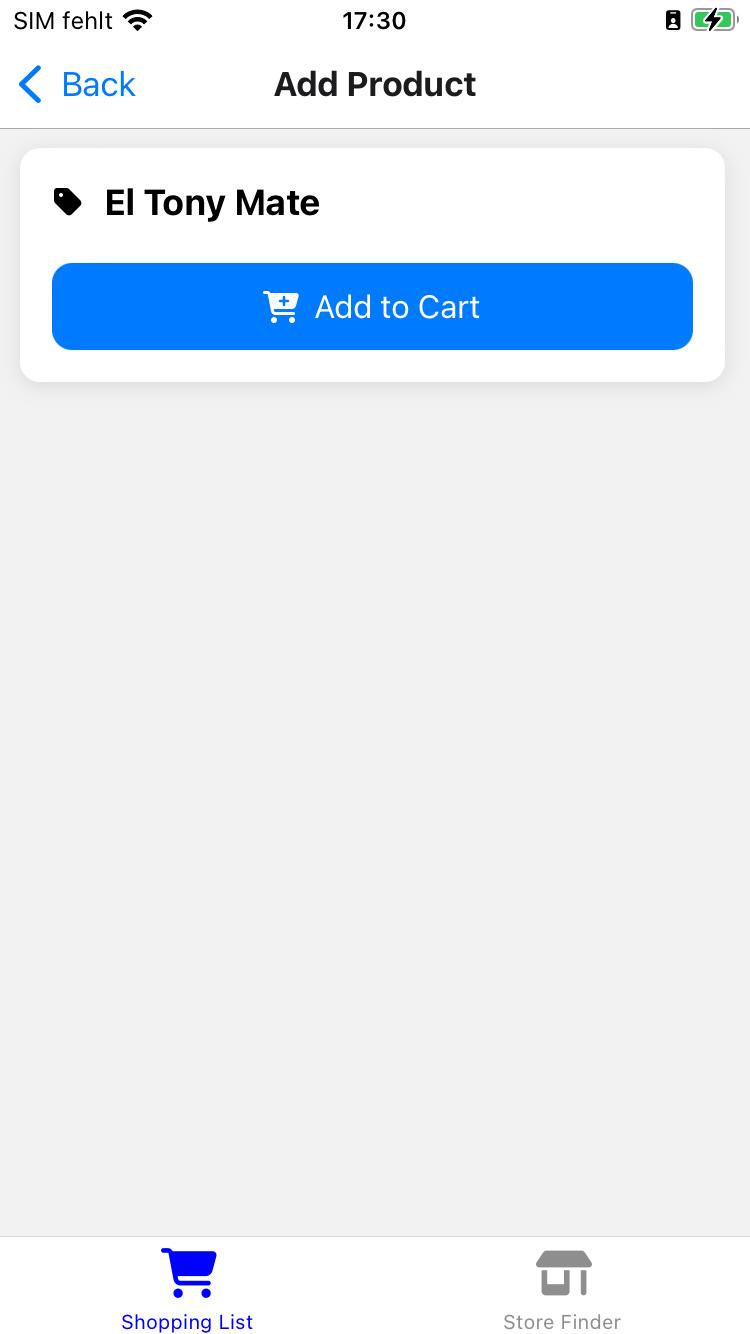 SIM fehlt 17:30
Back Add Product
El Tony Mate
Add to Cart
Shopping List Store Finder